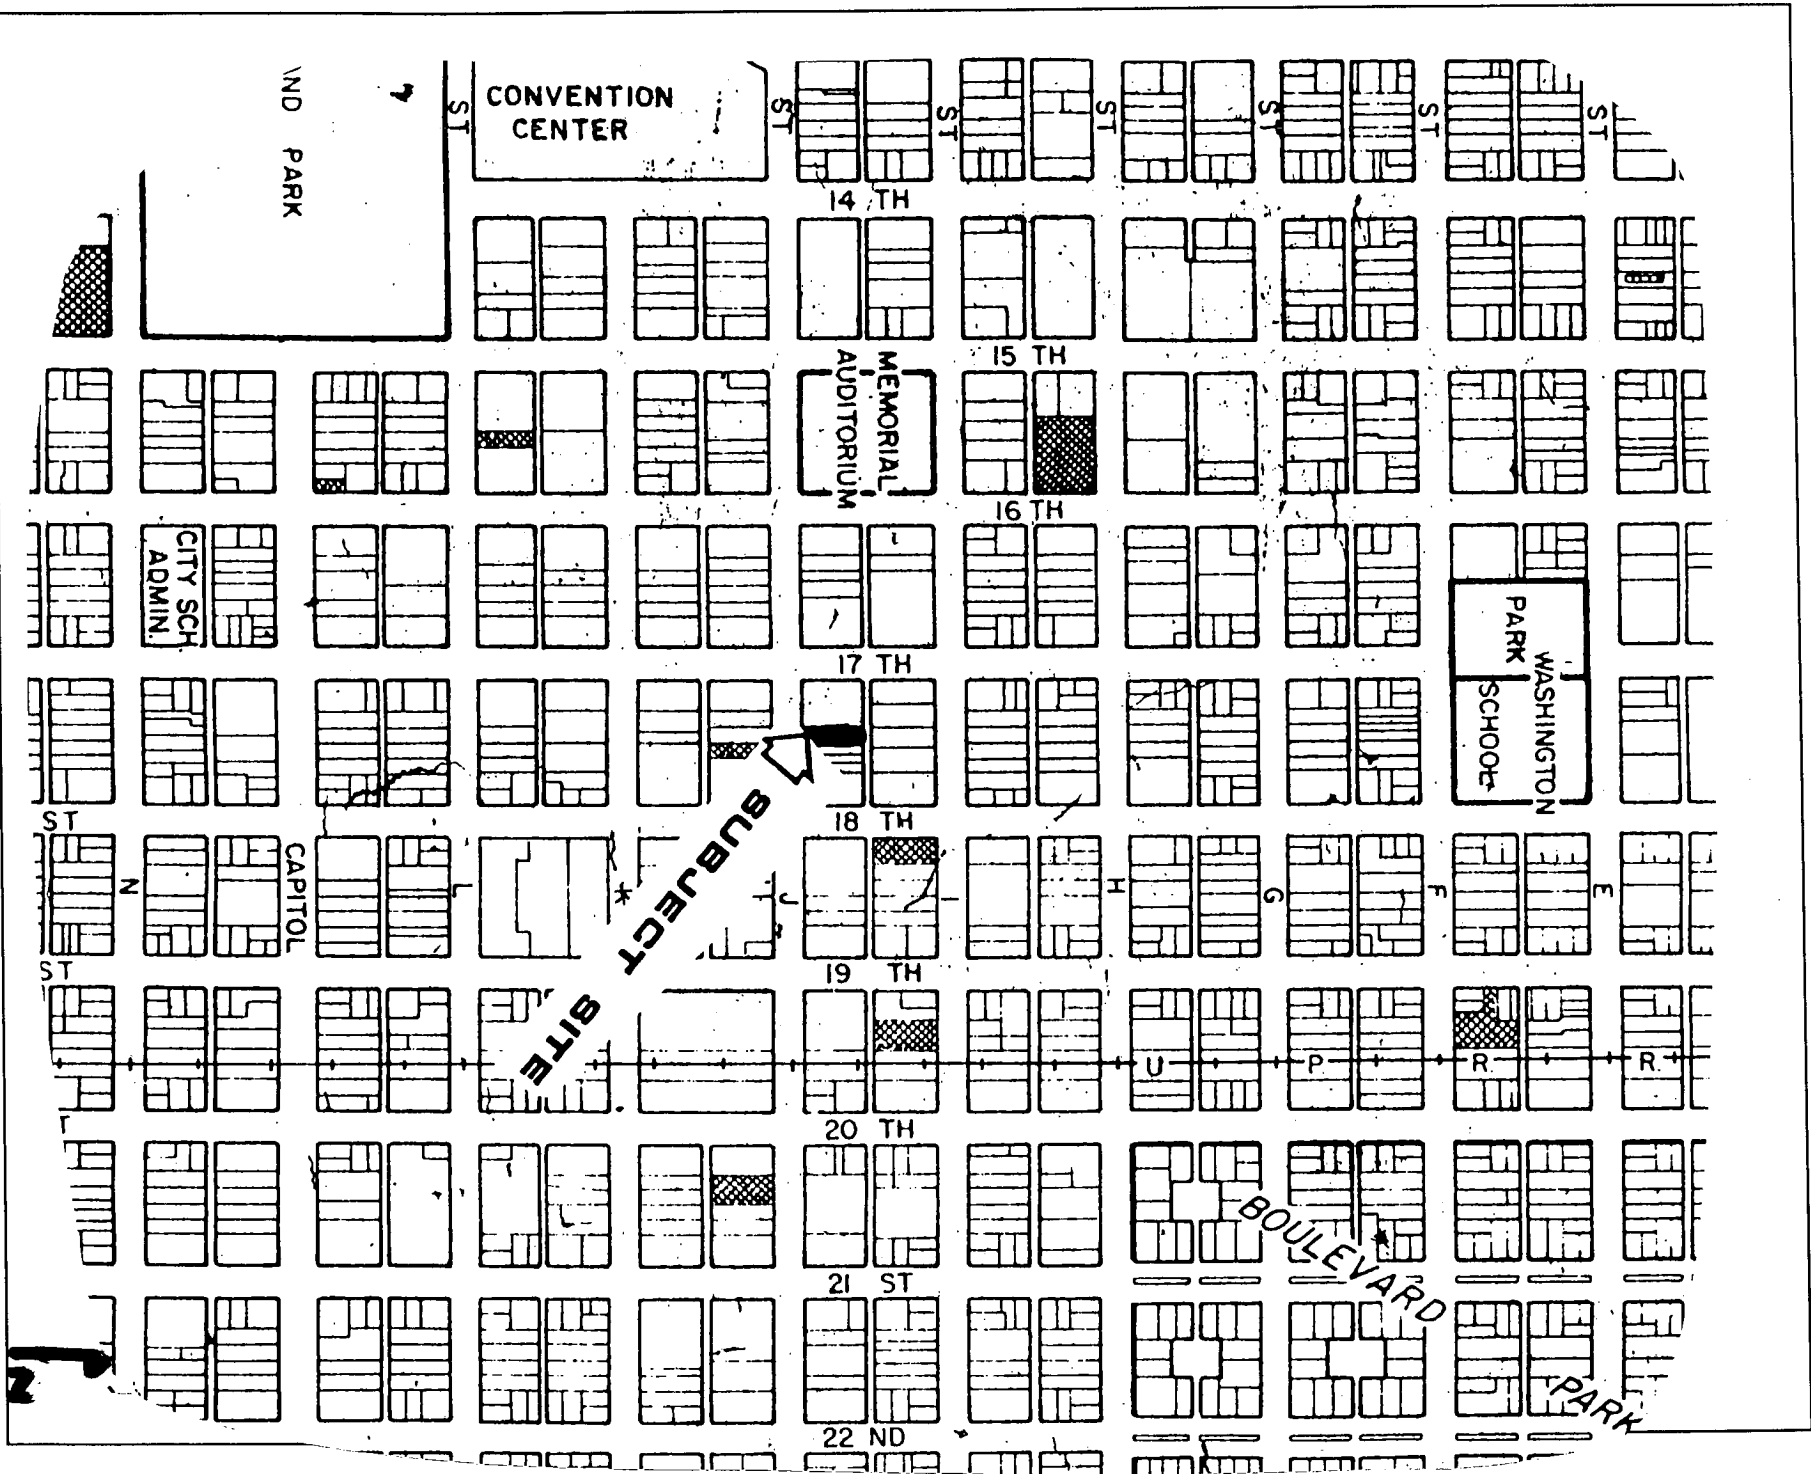 ND PARK
ST
CONVENTION
CENTER
ST
ST
ST
ST
ST
ST
14 TH
15 TH
MEMORIAL
AUDITORIUM
16 TH
CITY SCH.
ADMIN.
PARK
WASHINGTON
SCHOOL
17 TH
SUBJECT SITE
ST
18 TH
N
CAPITOL
L
K
J
I
H
G
F
E
ST
19 TH
U P R R
T
20 TH
BOULEVARD
PARK
21 ST
N
22 ND